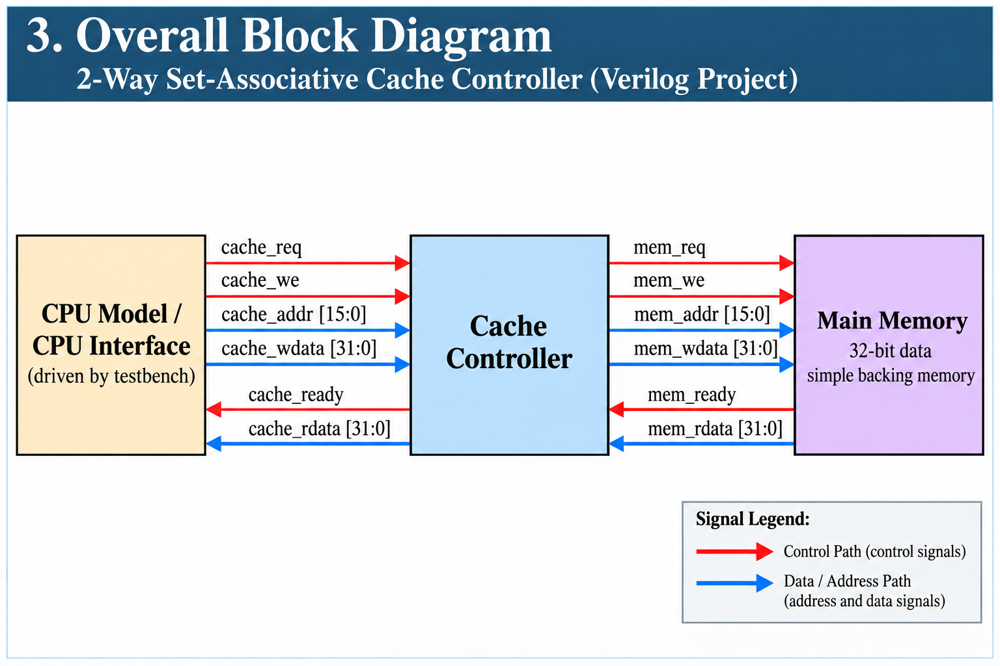 3. Overall Block Diagram
2-Way Set-Associative Cache Controller (Verilog Project)
CPU Model /
CPU Interface
(driven by testbench)
cache_req
cache_we
cache_addr [15:0]
cache_wdata [31:0]
cache_ready
cache_rdata [31:0]
Cache
Controller
mem_req
mem_we
mem_addr [15:0]
mem_wdata [31:0]
mem_ready
mem_rdata [31:0]
Main Memory
32-bit data
simple backing memory
Signal Legend:
Control Path (control signals)
Data / Address Path
(address and data signals)